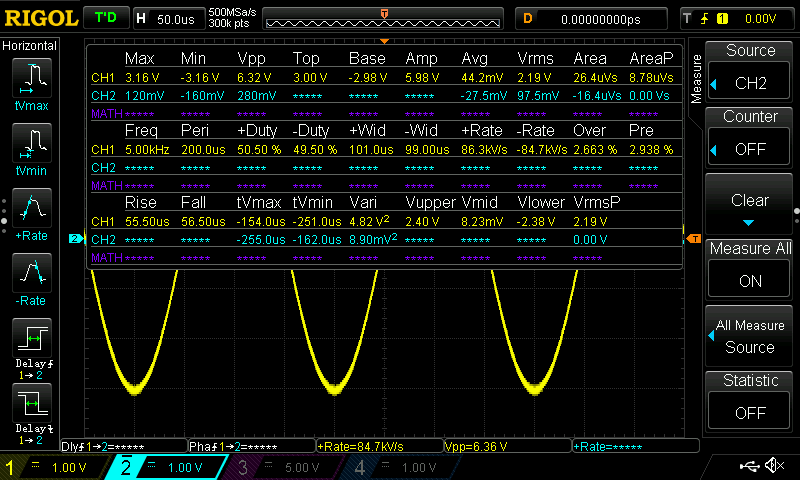 RIGOL T'D H 50.0us 500MSa/s 300k pts T D 0.00000000ps T 1 0.00V
Horizontal
tVmax
tVmin
+Rate
-Rate
Delay
1→2
Delay
1→2
Max Min Vpp Top Base Amp Avg Vrms Area AreaP
CH1 3.16 V -3.16 V 6.32 V 3.00 V -2.98 V 5.98 V 44.2mV 2.19 V 26.4uVs 8.78uVs
CH2 120mV -160mV 280mV ***** ***** ***** -27.5mV 97.5mV -16.4uVs 0.00 Vs
MATH ***** ***** ***** ***** ***** ***** ***** ***** ***** *****
Freq Peri +Duty -Duty +Wid -Wid +Rate -Rate Over Pre
CH1 5.00kHz 200.0us 50.50 % 49.50 % 101.0us 99.00us 86.3kV/s -84.7kV/s 2.663 % 2.938 %
CH2 ***** ***** ***** ***** ***** ***** ***** ***** ***** *****
MATH ***** ***** ***** ***** ***** ***** ***** ***** ***** *****
Rise Fall tVmax tVmin Vari Vupper Vmid Vlower VrmsP
CH1 55.50us 56.50us -154.0us -251.0us 4.82 V² 2.40 V 8.23mV -2.38 V 2.19 V
CH2 ***** ***** -255.0us -162.0us 8.90mV² ***** ***** ***** 0.00 V
MATH ***** ***** ***** ***** ***** ***** ***** ***** *****
2
T
Measure
Source
CH2
Counter
OFF
Clear
Measure All
ON
All Measure
Source
Statistic
OFF
Dly 1→2=***** Pha 1→2=***** +Rate=84.7kV/s Vpp=6.36 V +Rate=*****
1 1.00 V 2 1.00 V 3 5.00 V 4 1.00 V